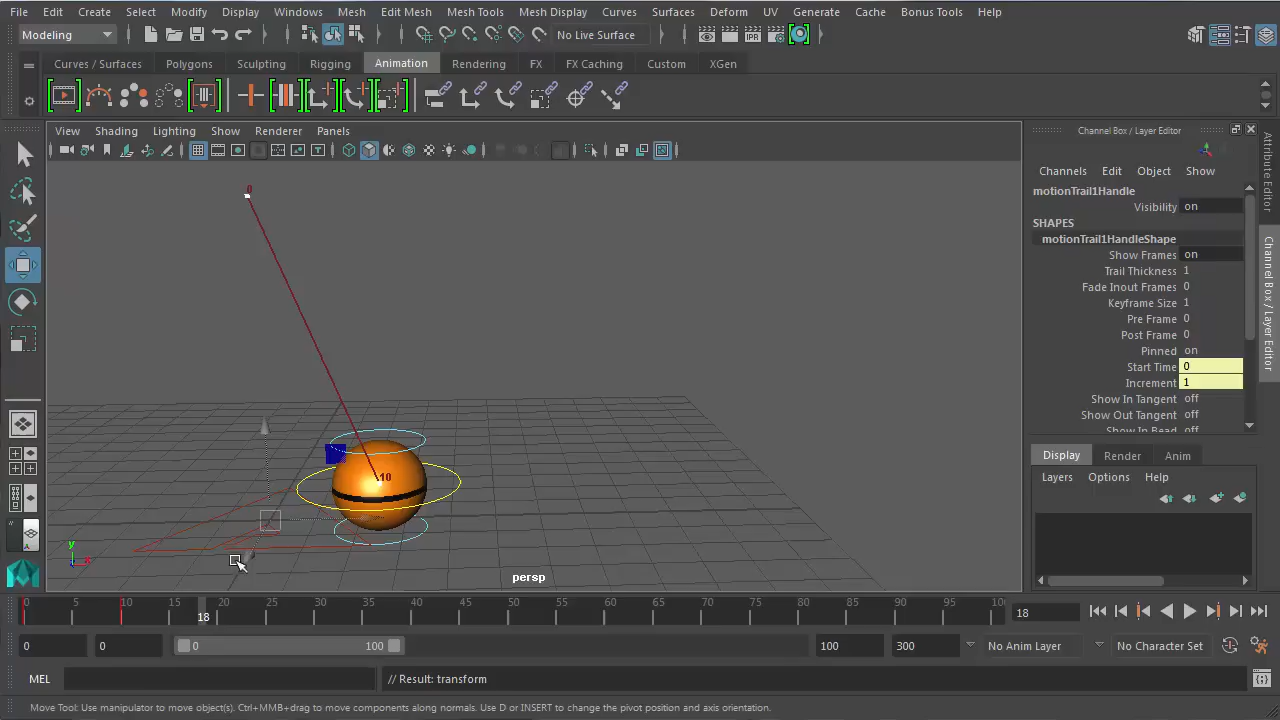 File Edit Create Select Modify Display Windows Mesh Edit Mesh Mesh Tools Mesh Display Curves Surfaces Deform UV Generate Cache Bonus Tools Help
Modeling
No Live Surface
IPR
Curves / Surfaces Polygons Sculpting Rigging Animation Rendering FX FX Caching Custom XGen
View Shading Lighting Show Renderer Panels
Channel Box / Layer Editor
Channels Edit Object Show
motionTrail1Handle
Visibility on
SHAPES
motionTrail1HandleShape
Show Frames on
Trail Thickness 1
Fade Inout Frames 0
Keyframe Size 1
Pre Frame 0
Post Frame 0
Pinned on
Start Time 0
Increment 1
Show In Tangent off
Show Out Tangent off
Show In Bead off
Attribute Editor
Channel Box / Layer Editor
Display Render Anim
Layers Options Help
0
10
y
x
persp
0 5 10 15 20 25 30 35 40 45 50 55 60 65 70 75 80 85 90 95 100
18
18
0 0 0 100 100 300 No Anim Layer No Character Set
MEL // Result: transform
Move Tool: Use manipulator to move object(s). Ctrl+MMB+drag to move components along normals. Use D or INSERT to change the pivot position and axis orientation.